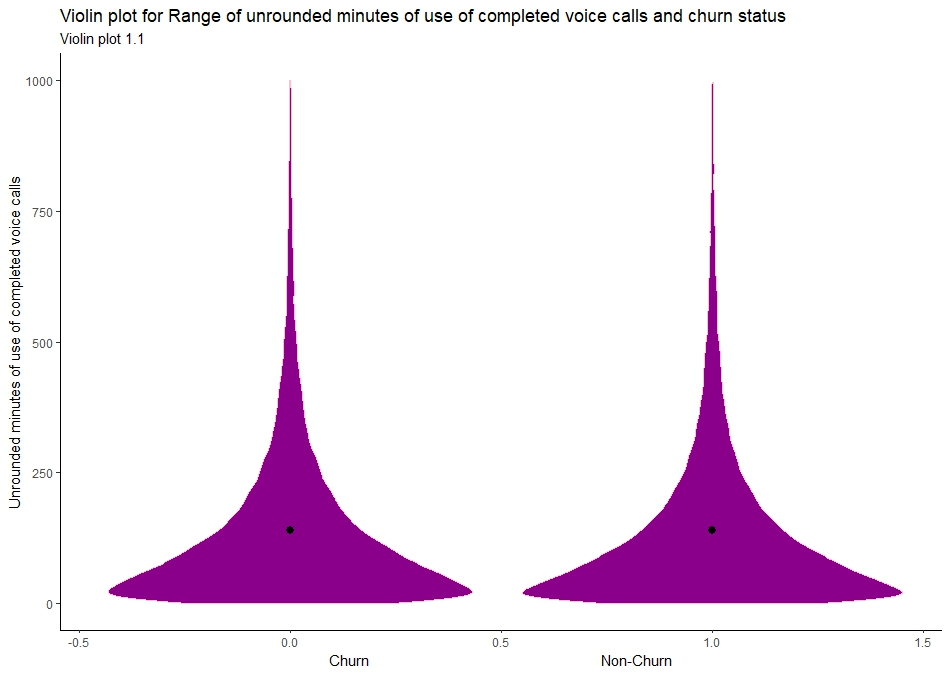 Violin plot for Range of unrounded minutes of use of completed voice calls and churn status
Violin plot 1.1
Unrounded minutes of use of completed voice calls
1000
750
500
250
0
-0.5 0.0 0.5 1.0 1.5
Churn Non-Churn